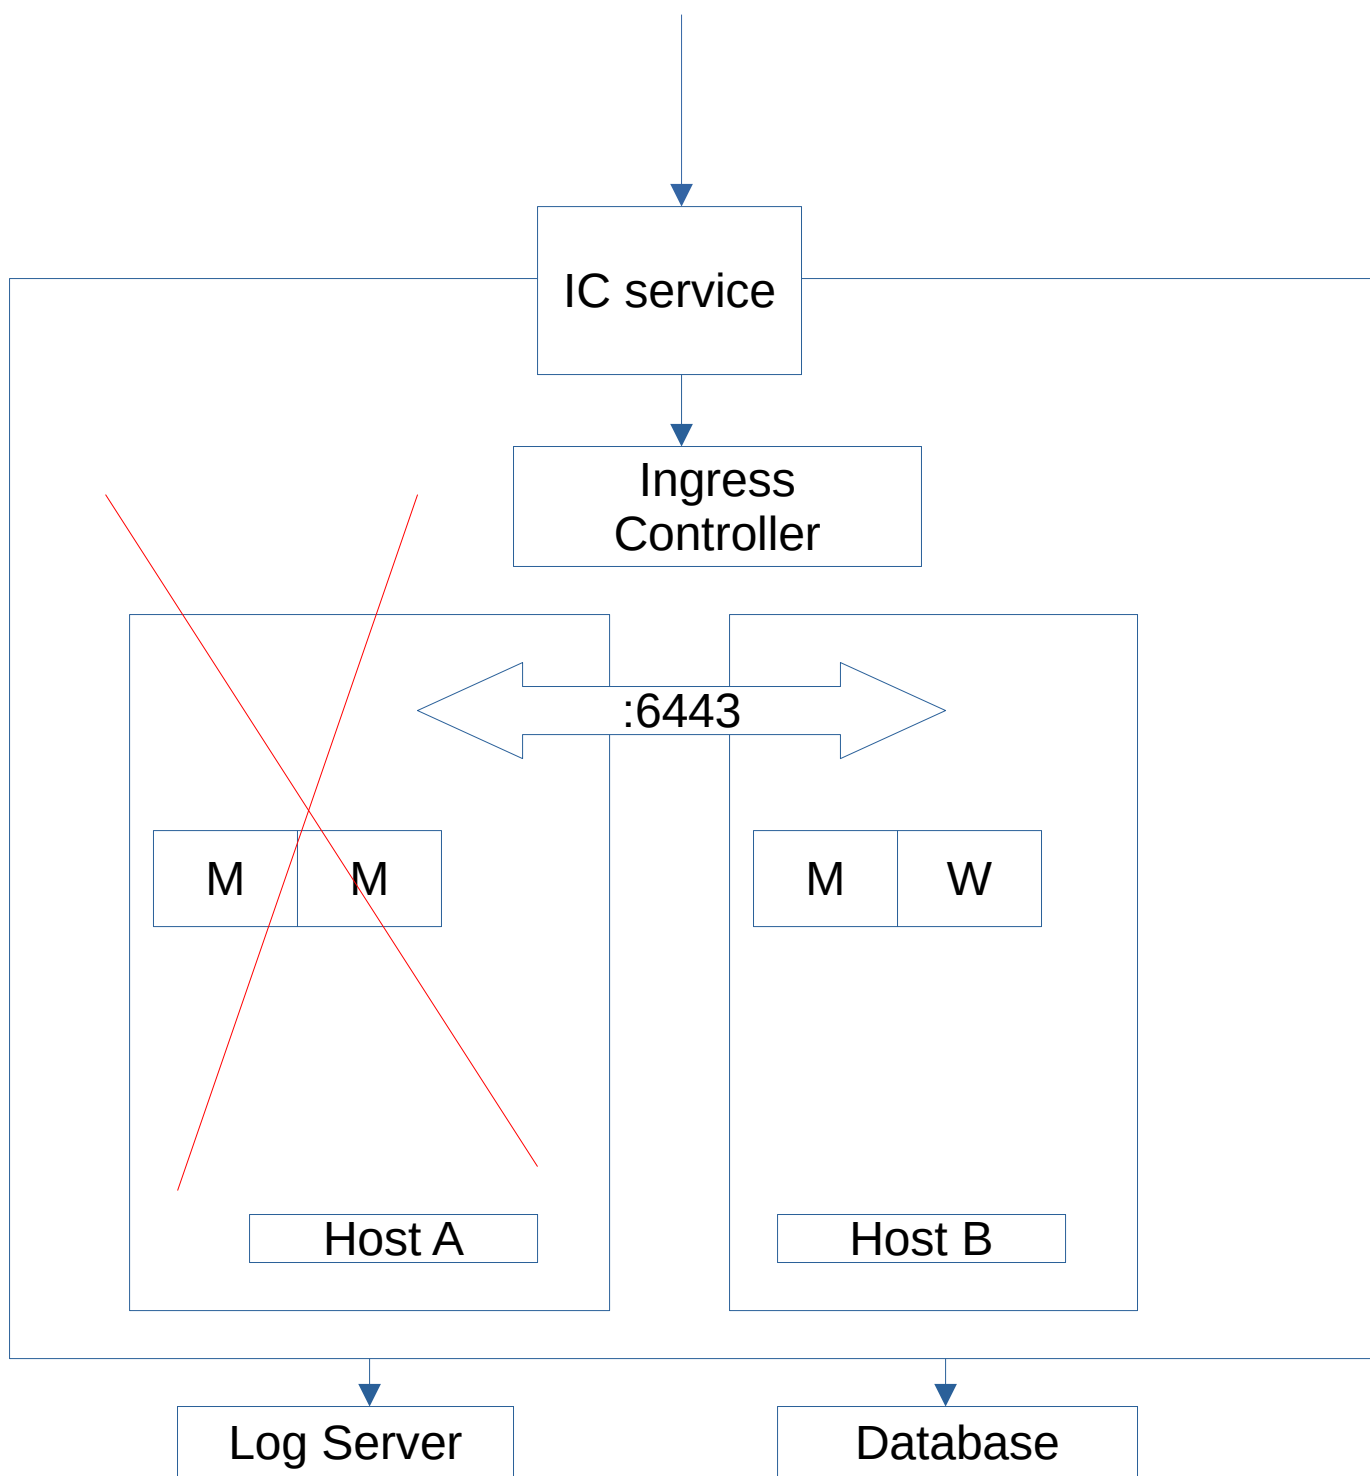 IC service
Ingress
Controller
:6443
M
M
M
W
Host A
Host B
Log Server
Database